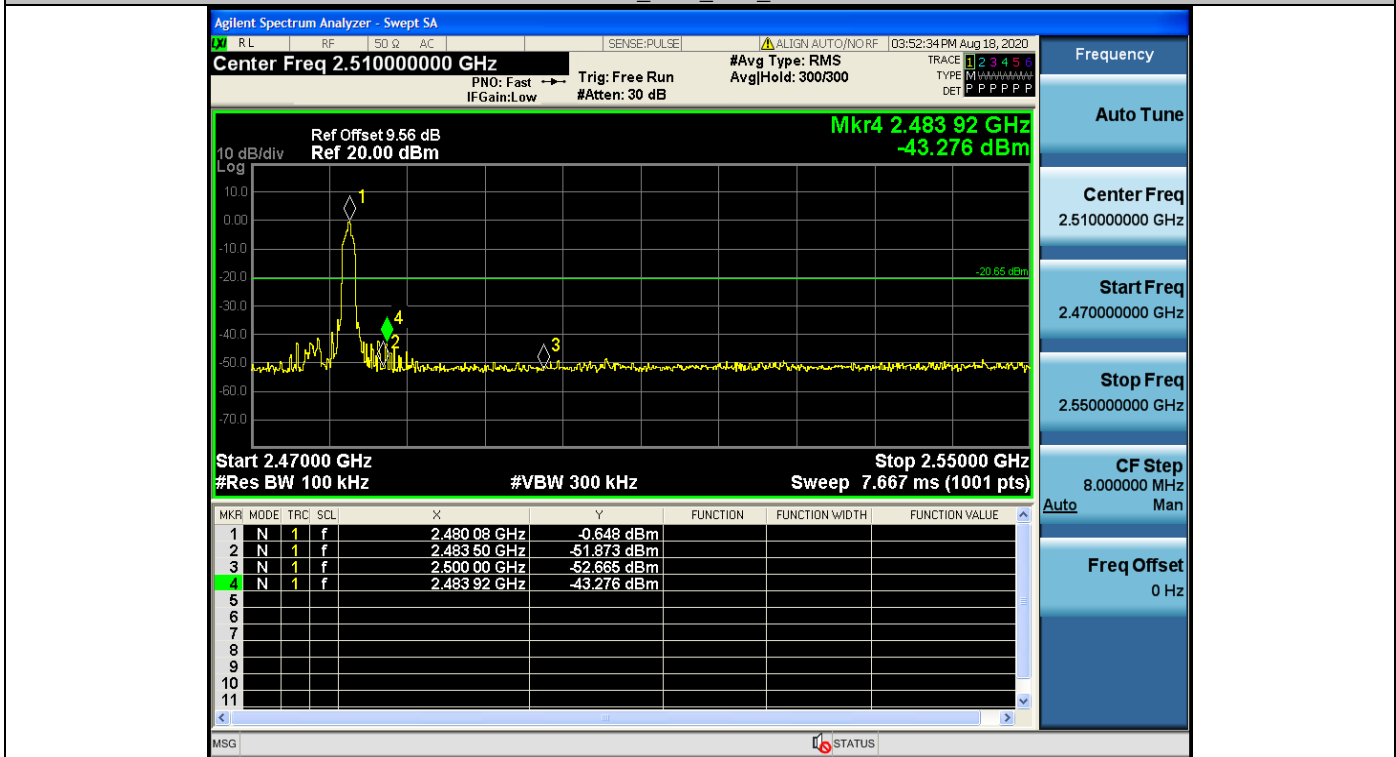 Agilent Spectrum Analyzer - Swept SA
LXI RL RF 50 Ω AC SENSE:PULSE ALIGN AUTO/NO RF 03:52:34 PM Aug 18, 2020
Center Freq 2.510000000 GHz
PNO: Fast
IFGain:Low
Trig: Free Run
#Atten: 30 dB
#Avg Type: RMS
Avg|Hold: 300/300
TRACE 1 2 3 4 5 6
TYPE M
DET P P P P P P
Mkr4 2.483 92 GHz
-43.276 dBm
Ref Offset 9.56 dB
10 dB/div Ref 20.00 dBm
Log
10.0
0.00
-10.0
-20.0
-30.0
-40.0
-50.0
-60.0
-70.0
1
-20.65 dBm
4
2
3
Start 2.47000 GHz Stop 2.55000 GHz
#Res BW 100 kHz #VBW 300 kHz Sweep 7.667 ms (1001 pts)
MKR MODE TRC SCL X Y FUNCTION FUNCTION WIDTH FUNCTION VALUE
1 N 1 f 2.480 08 GHz -0.648 dBm
2 N 1 f 2.483 50 GHz -51.873 dBm
3 N 1 f 2.500 00 GHz -52.665 dBm
4 N 1 f 2.483 92 GHz -43.276 dBm
5
6
7
8
9
10
11
MSG STATUS
Frequency
Auto Tune
Center Freq
2.510000000 GHz
Start Freq
2.470000000 GHz
Stop Freq
2.550000000 GHz
CF Step
8.000000 MHz
Auto Man
Freq Offset
0 Hz